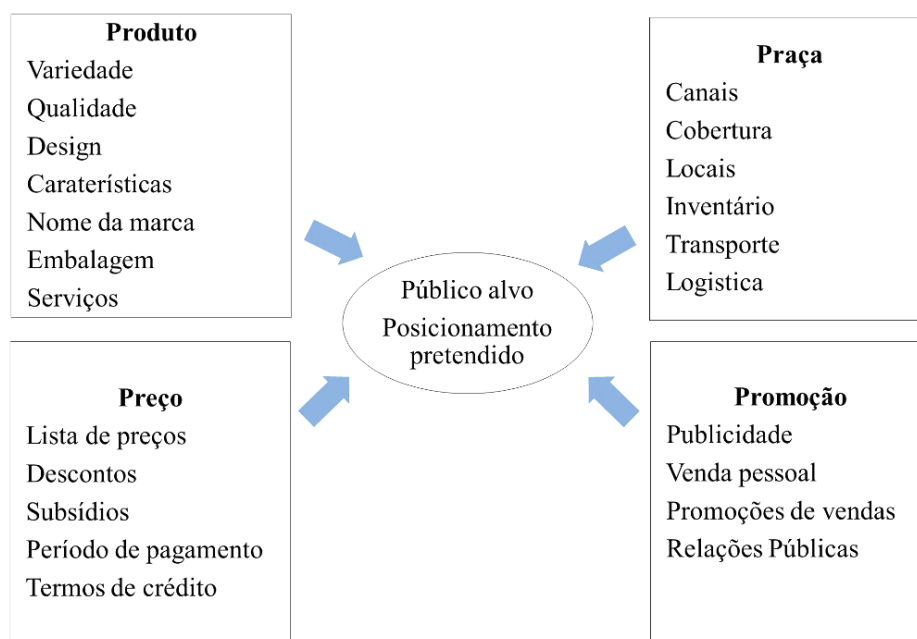 Produto
Variedade
Qualidade
Design
Caraterísticas
Nome da marca
Embalagem
Serviços
Praça
Canais
Cobertura
Locais
Inventário
Transporte
Logistica
Público alvo
Posicionamento
pretendido
Preço
Lista de preços
Descontos
Subsídios
Período de pagamento
Termos de crédito
Promoção
Publicidade
Venda pessoal
Promoções de vendas
Relações Públicas